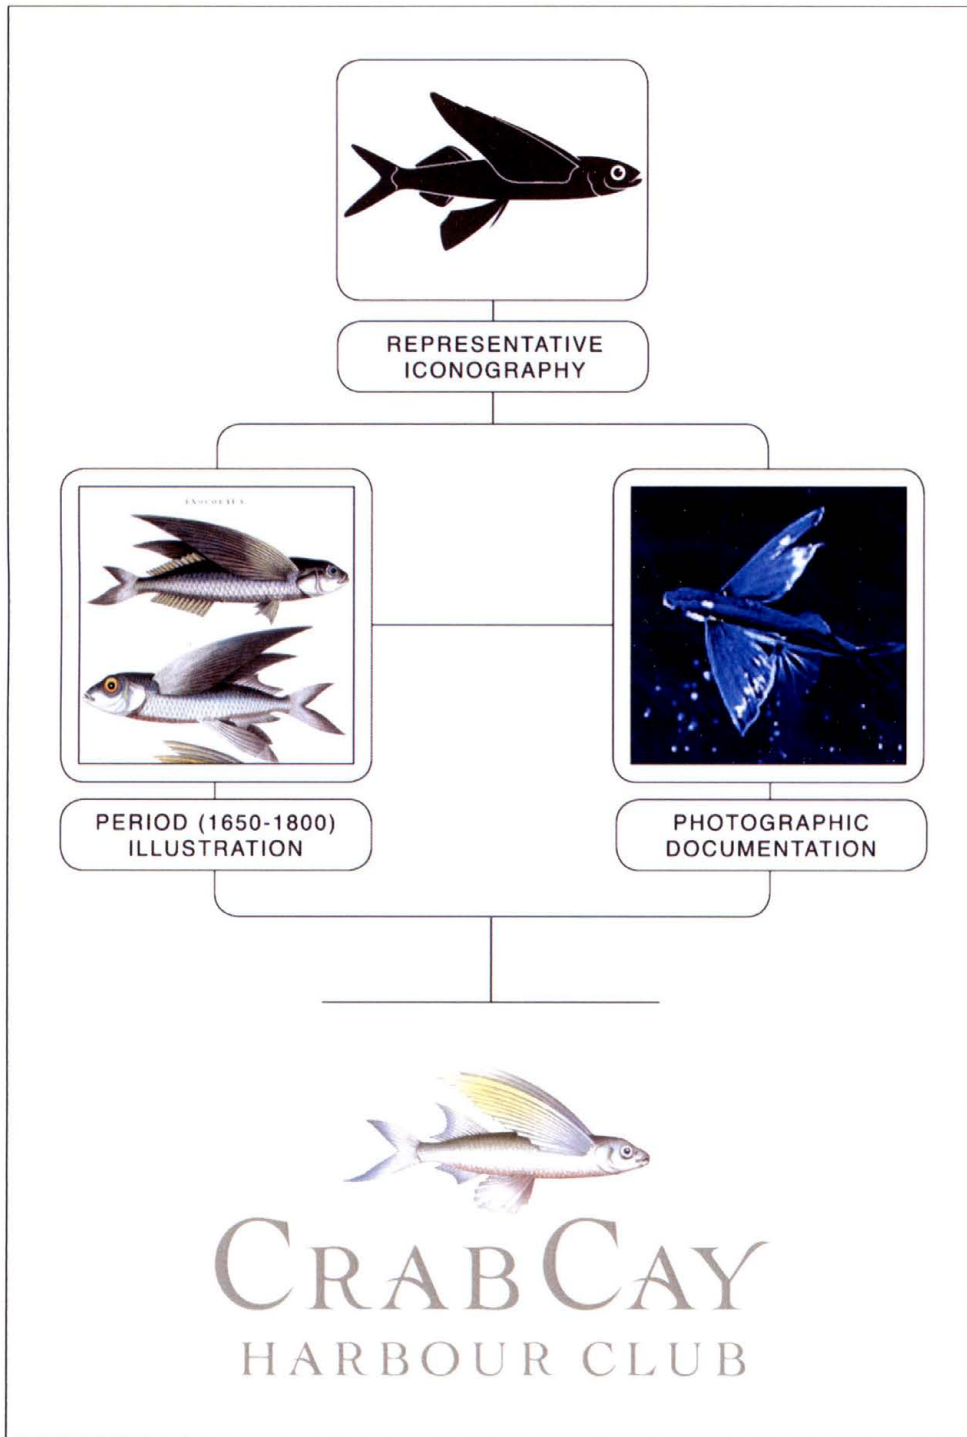 REPRESENTATIVE
ICONOGRAPHY
PERIOD (1650-1800)
ILLUSTRATION
PHOTOGRAPHIC
DOCUMENTATION
CRABCAY
HARBOUR CLUB